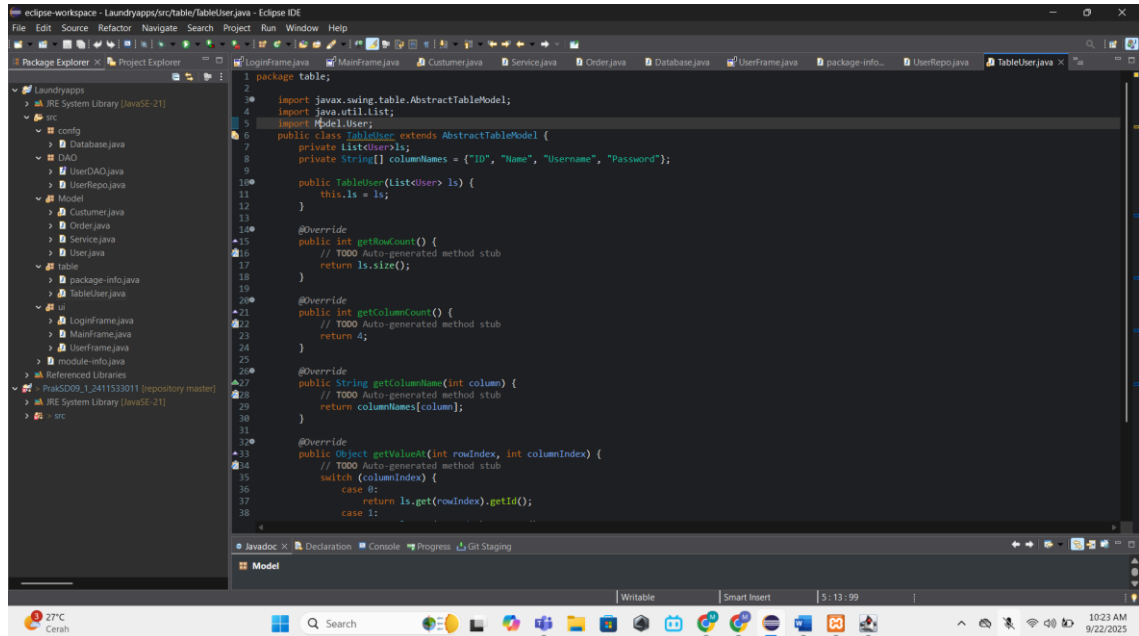 eclipse-workspace - Laundryapps/src/table/TableUser.java - Eclipse IDE
File Edit Source Refactor Navigate Search Project Run Window Help
Package Explorer Project Explorer
LoginFrame.java MainFrame.java Custumer.java Service.java Order.java Database.java UserFrame.java package-info... UserRepo.java TableUser.java
Laundryapps
JRE System Library [JavaSE-21]
src
confg
Database.java
DAO
UserDAO.java
UserRepo.java
Model
Custumer.java
Order.java
Service.java
User.java
table
package-info.java
TableUser.java
ui
LoginFrame.java
MainFrame.java
UserFrame.java
module-info.java
Referenced Libraries
> PrakSD09_1_2411533011 [repository master]
JRE System Library [JavaSE-21]
> src
1 package table;
2
3 import javax.swing.table.AbstractTableModel;
4 import java.util.List;
5 import Model.User;
6 public class TableUser extends AbstractTableModel {
7 private List<User>ls;
8 private String[] columnNames = {"ID", "Name", "Username", "Password"};
9
10 public TableUser(List<User> ls) {
11 this.ls = ls;
12 }
13
14 @Override
15 public int getRowCount() {
16 // TODO Auto-generated method stub
17 return ls.size();
18 }
19
20 @Override
21 public int getColumnCount() {
22 // TODO Auto-generated method stub
23 return 4;
24 }
25
26 @Override
27 public String getColumnName(int column) {
28 // TODO Auto-generated method stub
29 return columnNames[column];
30 }
31
32 @Override
33 public Object getValueAt(int rowIndex, int columnIndex) {
34 // TODO Auto-generated method stub
35 switch (columnIndex) {
36 case 0:
37 return ls.get(rowIndex).getId();
38 case 1:
Javadoc Declaration Console Progress Git Staging
Model
Writable Smart Insert 5 : 13 : 99
3
27°C
Cerah
Search
10:23 AM
9/22/2025